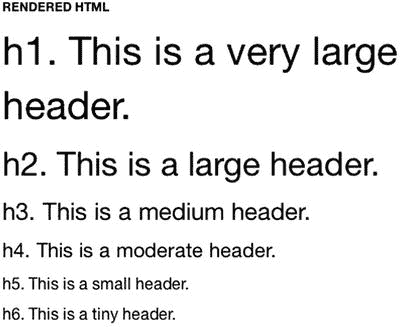 RENDERED HTML
h1. This is a very large
header.
h2. This is a large header.
h3. This is a medium header.
h4. This is a moderate header.
h5. This is a small header.
h6. This is a tiny header.